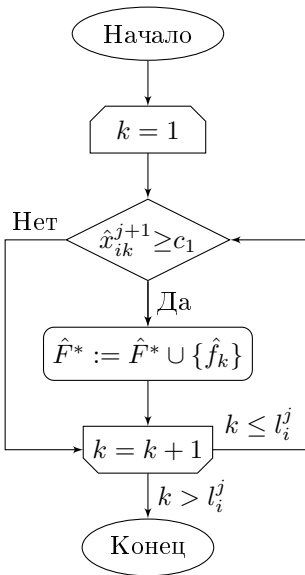 Начало
k = 1
Нет
x̂_{ik}^{j+1} ≥ c_1
Да
F̂* := F̂* ∪ {f̂_k}
k ≤ l_i^j
k = k + 1
k > l_i^j
Конец